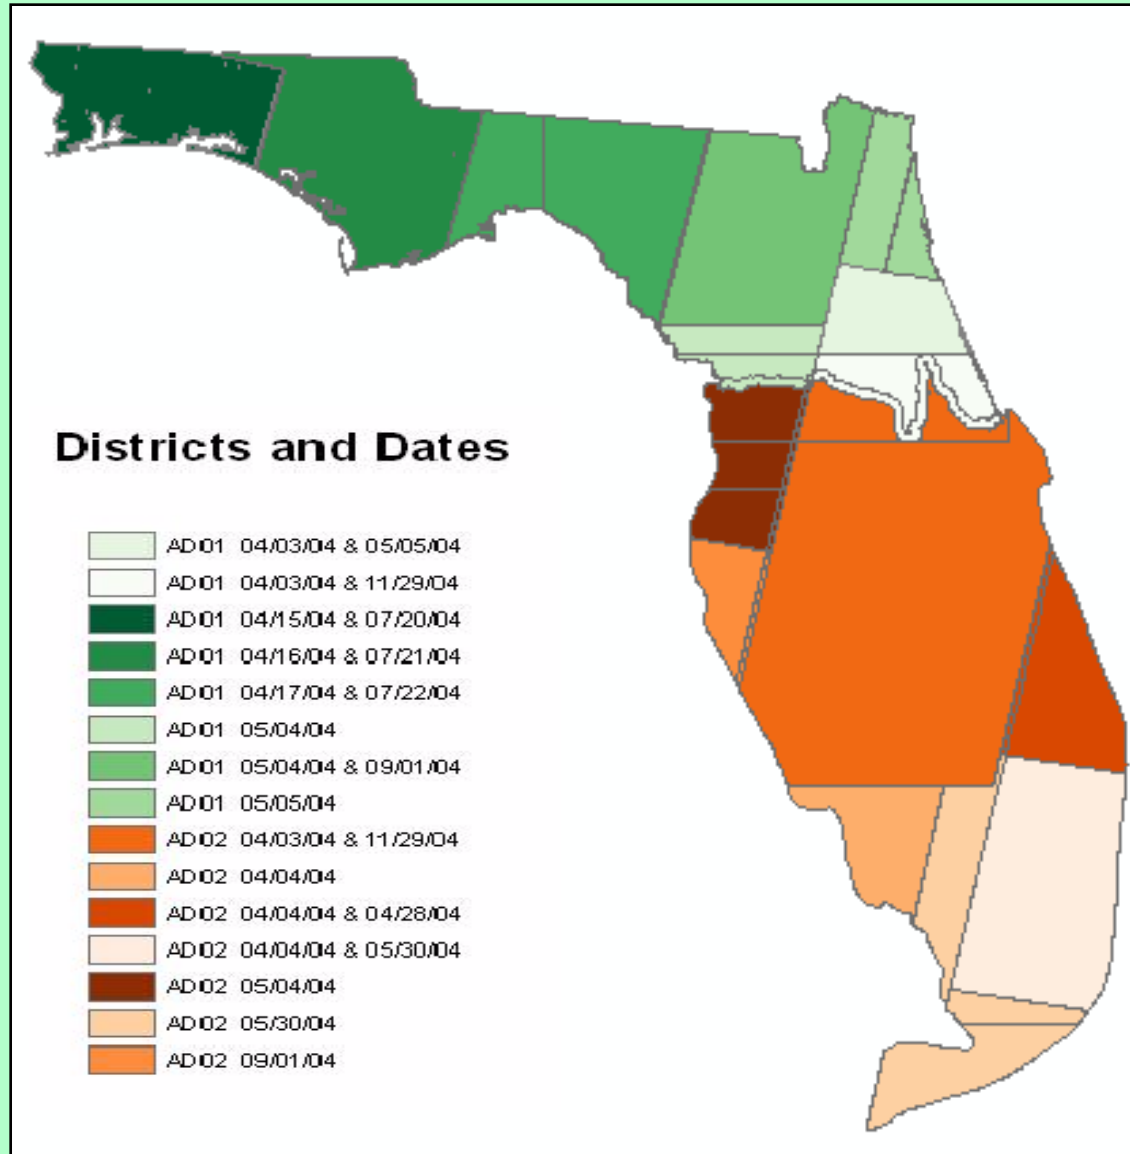 Districts and Dates
AD01 04/03/04 & 05/05/04
AD01 04/03/04 & 11/29/04
AD01 04/15/04 & 07/20/04
AD01 04/16/04 & 07/21/04
AD01 04/17/04 & 07/22/04
AD01 05/04/04
AD01 05/04/04 & 09/01/04
AD01 05/05/04
AD02 04/03/04 & 11/29/04
AD02 04/04/04
AD02 04/04/04 & 04/28/04
AD02 04/04/04 & 05/30/04
AD02 05/04/04
AD02 05/30/04
AD02 09/01/04